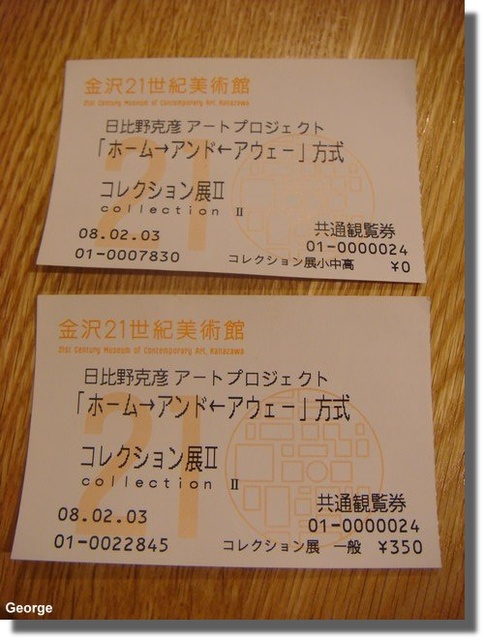 金沢21世紀美術館
21st Century Museum of Contemporary Art, Kanazawa
日比野克彦 アートプロジェクト
「ホーム→アンド←アウェー」方式
コレクション展Ⅱ
collection Ⅱ
08.02.03
共通観覧券
01-0000024
01-0007830
コレクション展小中高 ¥0
金沢21世紀美術館
21st Century Museum of Contemporary Art, Kanazawa
日比野克彦 アートプロジェクト
「ホーム→アンド←アウェー」方式
コレクション展Ⅱ
collection Ⅱ
08.02.03
共通観覧券
01-0000024
01-0022845
コレクション展 一般 ¥350
21
21
George